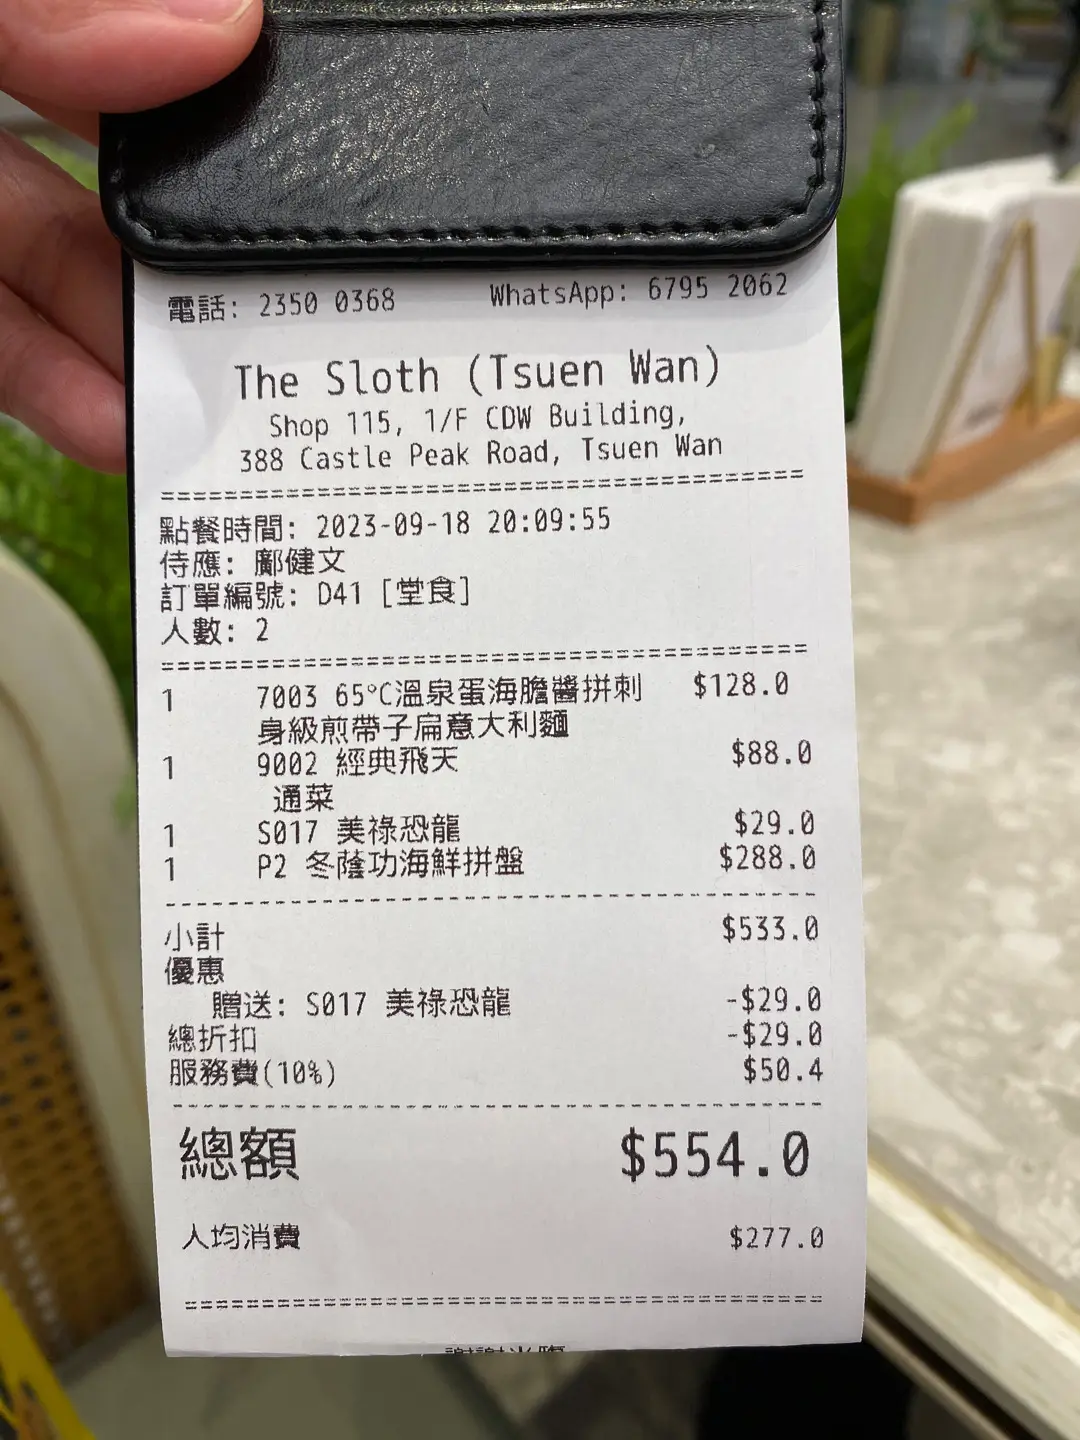 電話: 2350 0368 WhatsApp: 6795 2062
The Sloth (Tsuen Wan)
Shop 115, 1/F CDW Building,
388 Castle Peak Road, Tsuen Wan
========================================
點餐時間: 2023-09-18 20:09:55
侍應: 鄺健文
訂單編號: D41 [堂食]
人數: 2
========================================
1 7003 65°C溫泉蛋海膽醬拼刺 $128.0
身級煎帶子扁意大利麵
1 9002 經典飛天 $88.0
通菜
1 S017 美祿恐龍 $29.0
1 P2 冬蔭功海鮮拼盤 $288.0
----------------------------------------
小計 $533.0
優惠
贈送: S017 美祿恐龍 -$29.0
總折扣 -$29.0
服務費(10%) $50.4
----------------------------------------
總額 $554.0
人均消費 $277.0
========================================
謝謝光臨